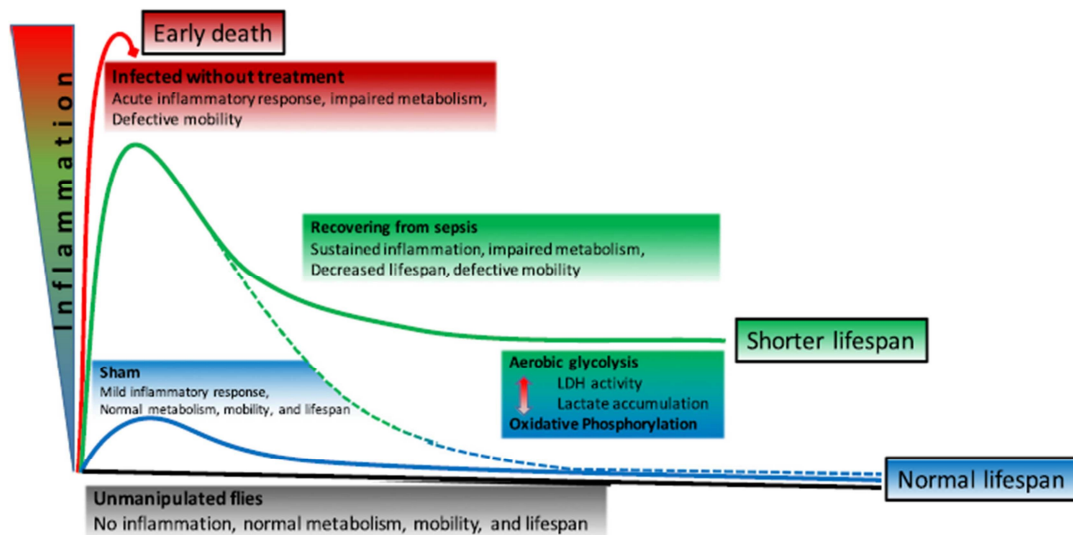 Inflammation
Early death
Infected without treatment
Acute inflammatory response, impaired metabolism,
Defective mobility
Recovering from sepsis
Sustained inflammation, impaired metabolism,
Decreased lifespan, defective mobility
Shorter lifespan
Aerobic glycolysis
LDH activity
Lactate accumulation
Oxidative Phosphorylation
Sham
Mild inflammatory response,
Normal metabolism, mobility, and lifespan
Normal lifespan
Unmanipulated flies
No inflammation, normal metabolism, mobility, and lifespan